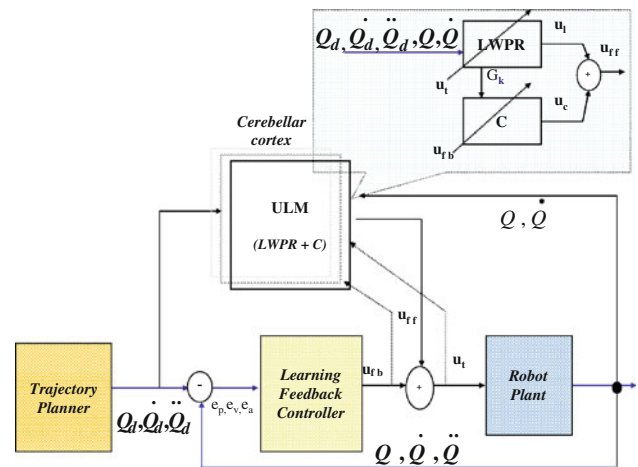 Q_d, Q̇_d, Q̈_d, Q, Q̇
LWPR
u_l
u_ff
+
u_t
G_k
C
u_c
u_fb
Cerebellar
cortex
ULM
(LWPR + C)
Q , Q̇
u_ff
u_fb
u_t
Trajectory
Planner
Q_d, Q̇_d, Q̈_d
-
e_p, e_v, e_a
Learning
Feedback
Controller
+
Robot
Plant
Q , Q̇ , Q̈